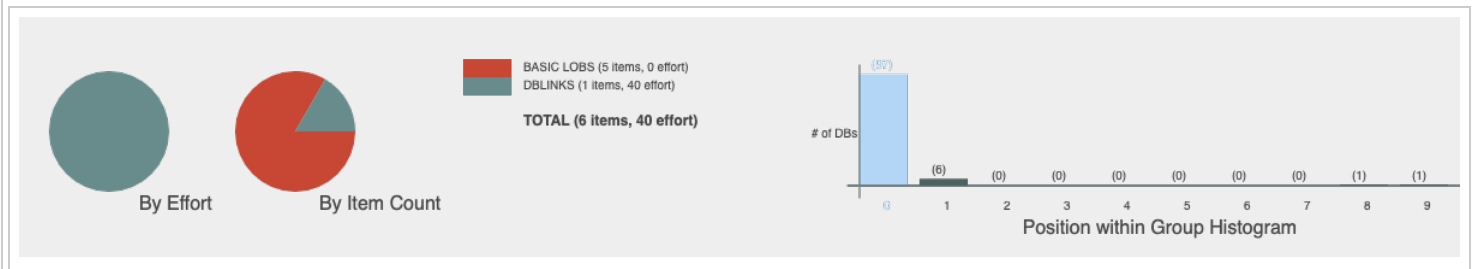 BASIC LOBS (5 items, 0 effort)
DBLINKS (1 items, 40 effort)
TOTAL (6 items, 40 effort)
By Effort
By Item Count
# of DBs
(6)
(0)
(0)
(0)
(0)
(0)
(0)
(1)
(1)
0 1 2 3 4 5 6 7 8 9
Position within Group Histogram